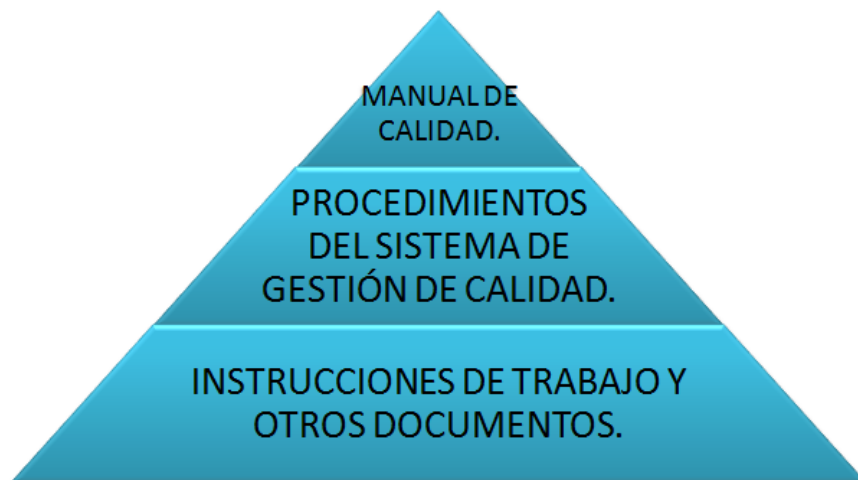 MANUAL DE
CALIDAD.
PROCEDIMIENTOS
DEL SISTEMA DE
GESTIÓN DE CALIDAD.
INSTRUCCIONES DE TRABAJO Y
OTROS DOCUMENTOS.